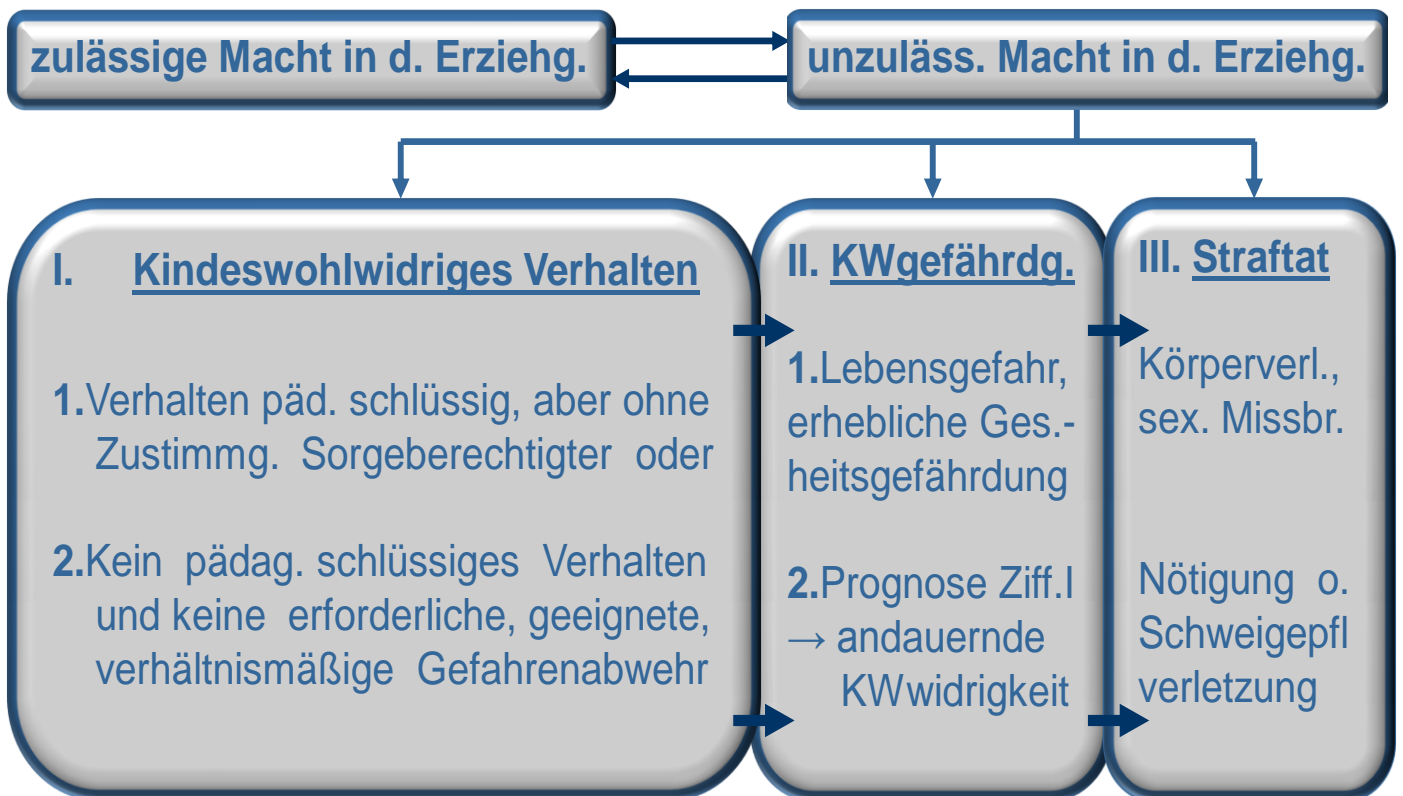 zulässige Macht in d. Erziehg.
unzuläss. Macht in d. Erziehg.
I. Kindeswohlwidriges Verhalten
1.Verhalten päd. schlüssig, aber ohne
Zustimmg. Sorgeberechtigter oder
2.Kein pädag. schlüssiges Verhalten
und keine erforderliche, geeignete,
verhältnismäßige Gefahrenabwehr
II. KWgefährdg.
1.Lebensgefahr,
erhebliche Ges.-
heitsgefährdung
2.Prognose Ziff.I
→ andauernde
KWwidrigkeit
III. Straftat
Körperverl.,
sex. Missbr.
Nötigung o.
Schweigepfl
verletzung